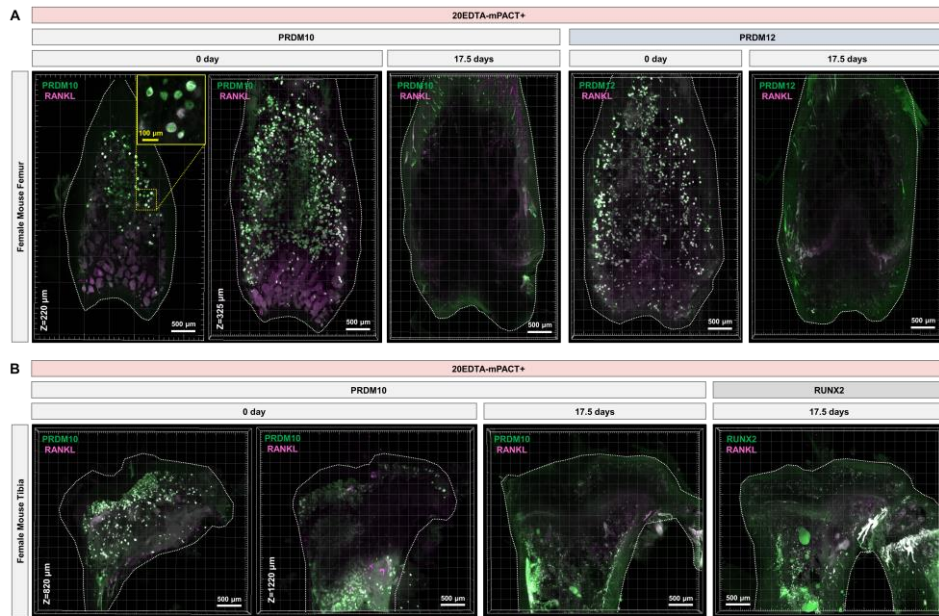 A
20EDTA-mPACT+
PRDM10
PRDM12
0 day
17.5 days
0 day
17.5 days
Female Mouse Femur
PRDM10
RANKL
100 µm
Z=220 µm
500 µm
PRDM10
RANKL
Z=325 µm
500 µm
PRDM10
RANKL
500 µm
PRDM12
RANKL
500 µm
PRDM12
RANKL
500 µm
B
20EDTA-mPACT+
PRDM10
RUNX2
0 day
17.5 days
17.5 days
Female Mouse Tibia
PRDM10
RANKL
Z=820 µm
500 µm
PRDM10
RANKL
Z=1220 µm
500 µm
PRDM10
RANKL
500 µm
RUNX2
RANKL
500 µm